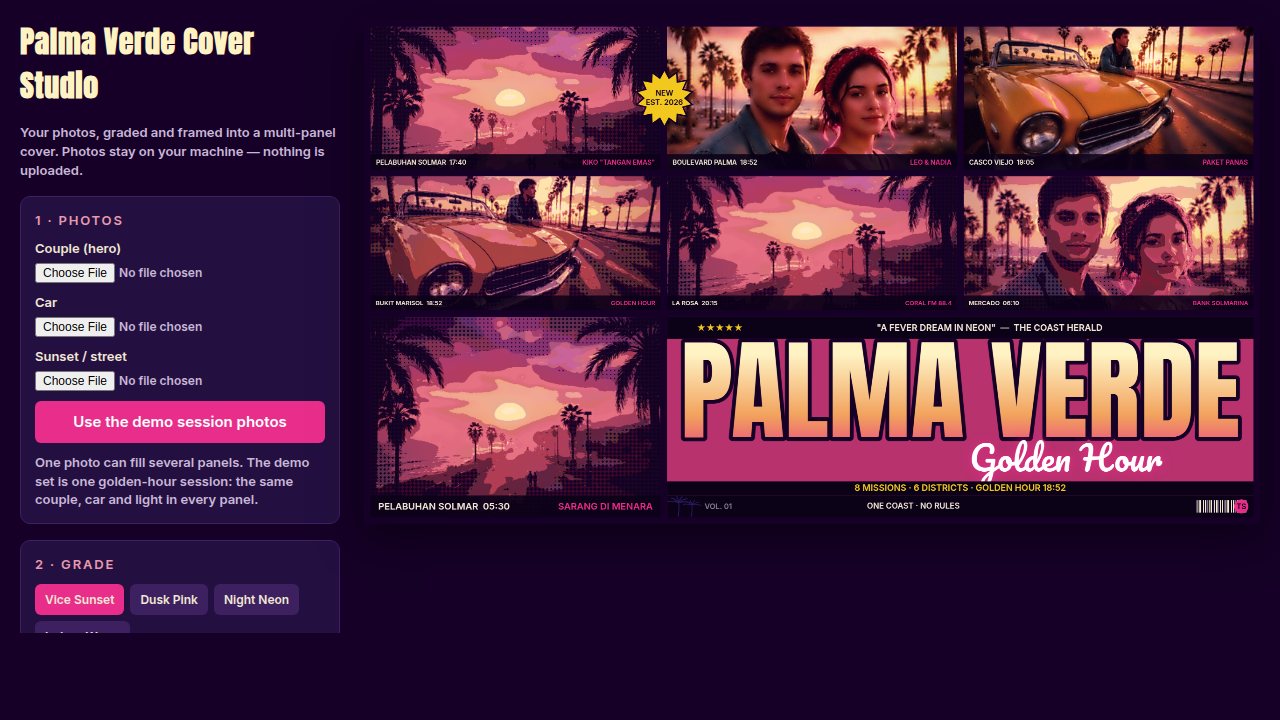 Palma Verde Cover
Studio
Your photos, graded and framed into a multi-panel
cover. Photos stay on your machine — nothing is
uploaded.
1 · PHOTOS
Couple (hero)
Choose File No file chosen
Car
Choose File No file chosen
Sunset / street
Choose File No file chosen
Use the demo session photos
One photo can fill several panels. The demo
set is one golden-hour session: the same
couple, car and light in every panel.
2 · GRADE
Vice Sunset Dusk Pink Night Neon
NEW
EST. 2026
PELABUHAN SOLMAR 17:40 KIKO "TANGAN EMAS"
BOULEVARD PALMA 18:52 LEO & NADIA
CASCO VIEJO 19:05 PAKET PANAS
BUKIT MARISOL 18:52 GOLDEN HOUR
LA ROSA 20:15 CORAL FM 88.4
MERCADO 06:10 BANK SOLMARINA
PELABUHAN SOLMAR 05:30 SARANG DI MENARA
★★★★★ "A FEVER DREAM IN NEON" — THE COAST HERALD
PALMA VERDE
Golden Hour
8 MISSIONS · 6 DISTRICTS · GOLDEN HOUR 18:52
VOL. 01 ONE COAST · NO RULES TS